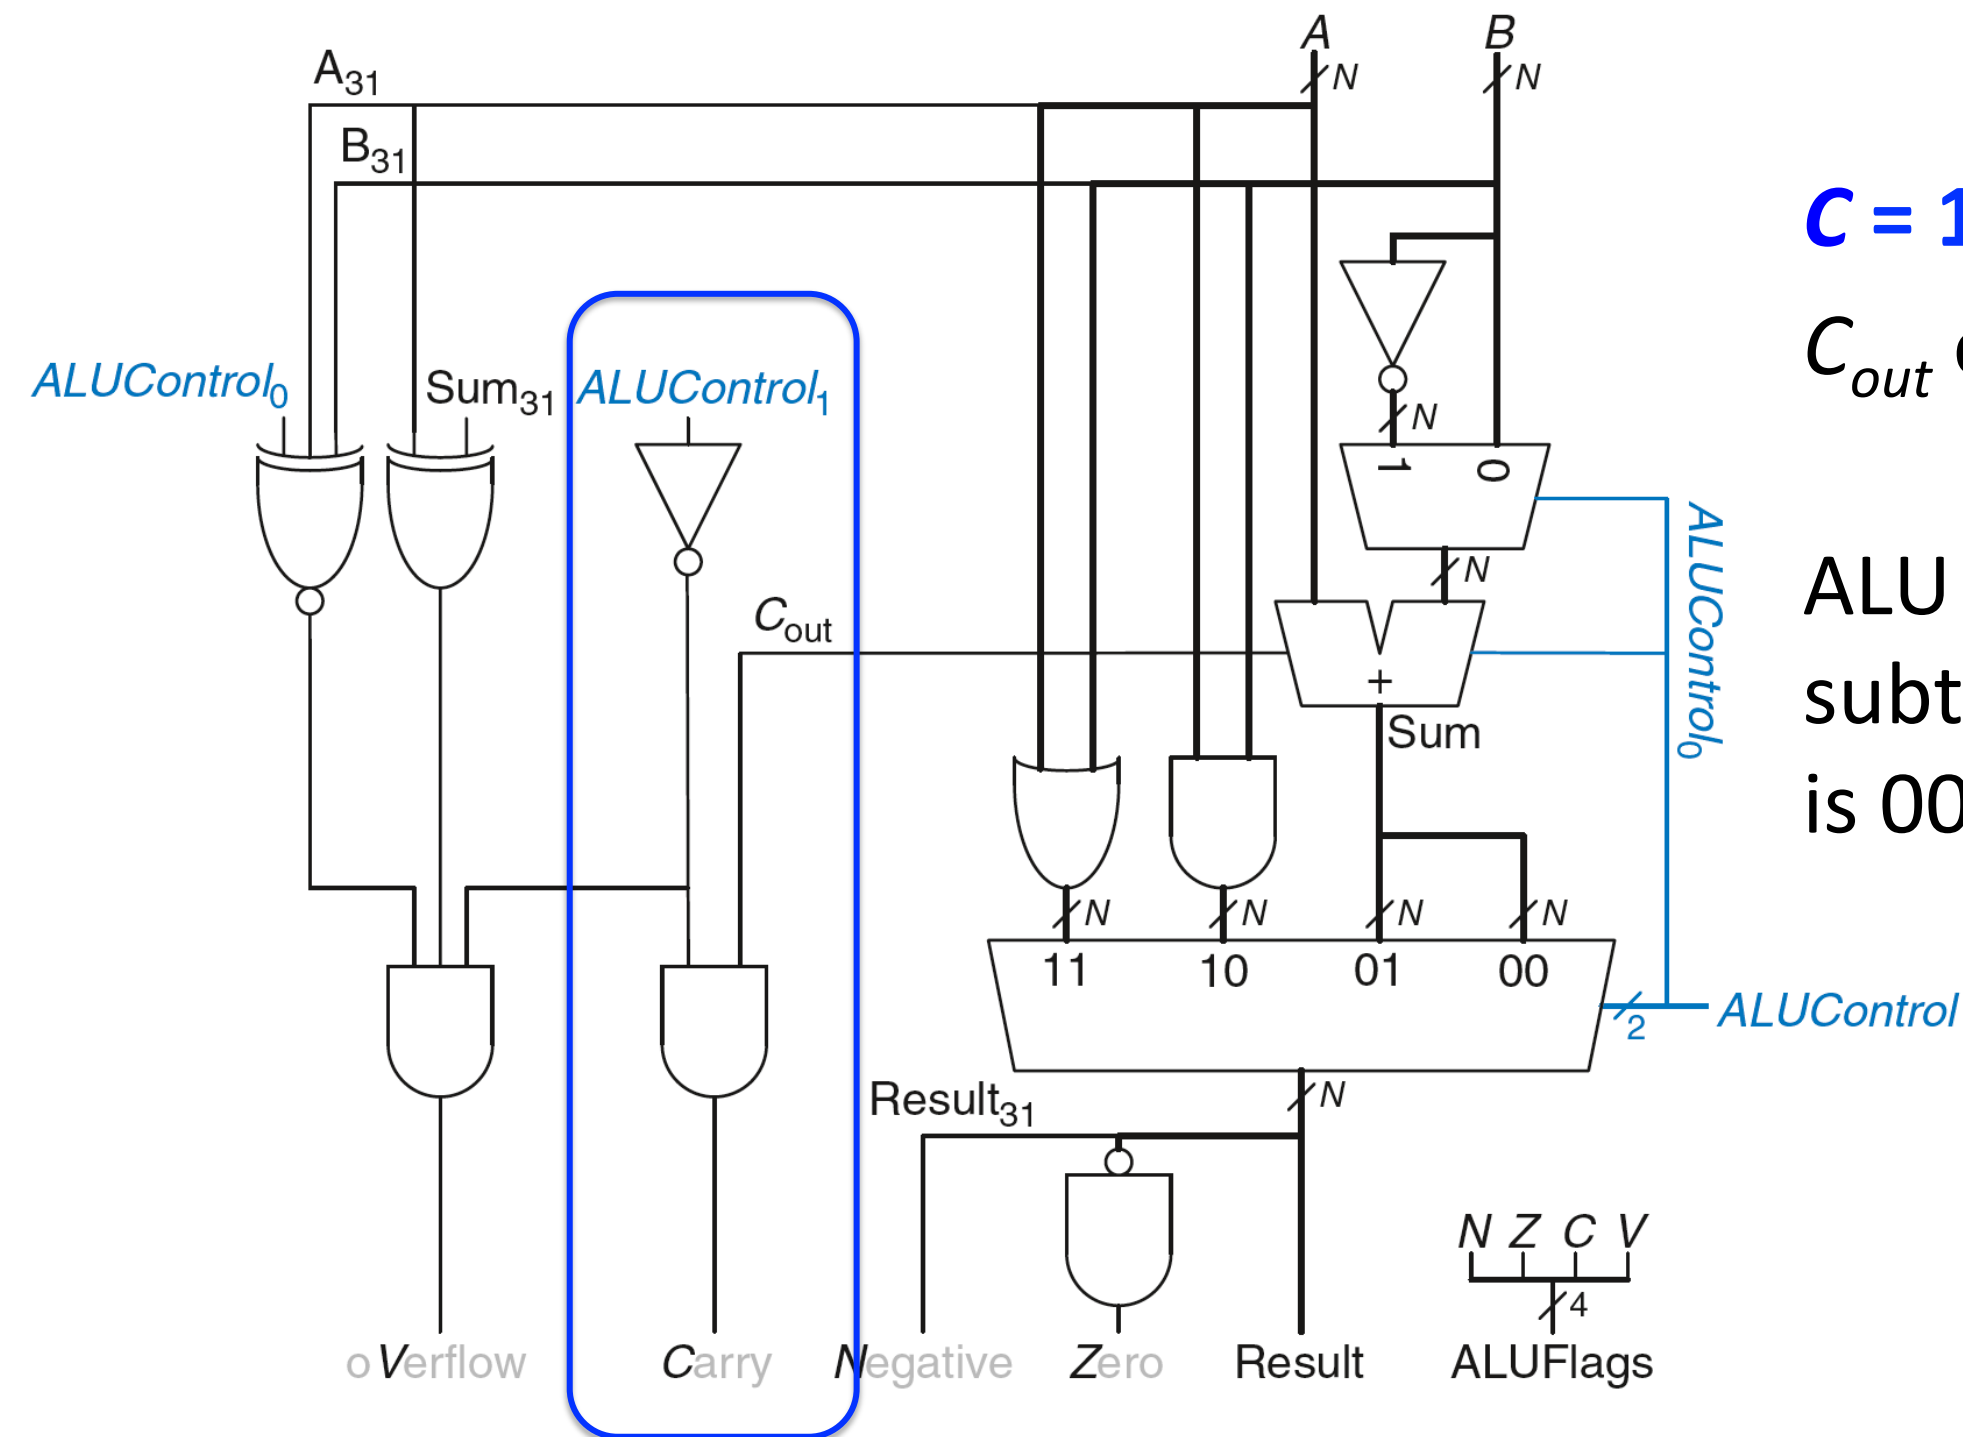 A B
N N
A31
B31
C = 1
Cout
ALUControl0 Sum31 ALUControl1
N
1 0
ALUControl0
N
ALU
Cout
+
Sum
subt
is 00
N N N N
11 10 01 00
2 ALUControl
Result31 N
N Z C V
4
oVerflow Carry Negative Zero Result ALUFlags